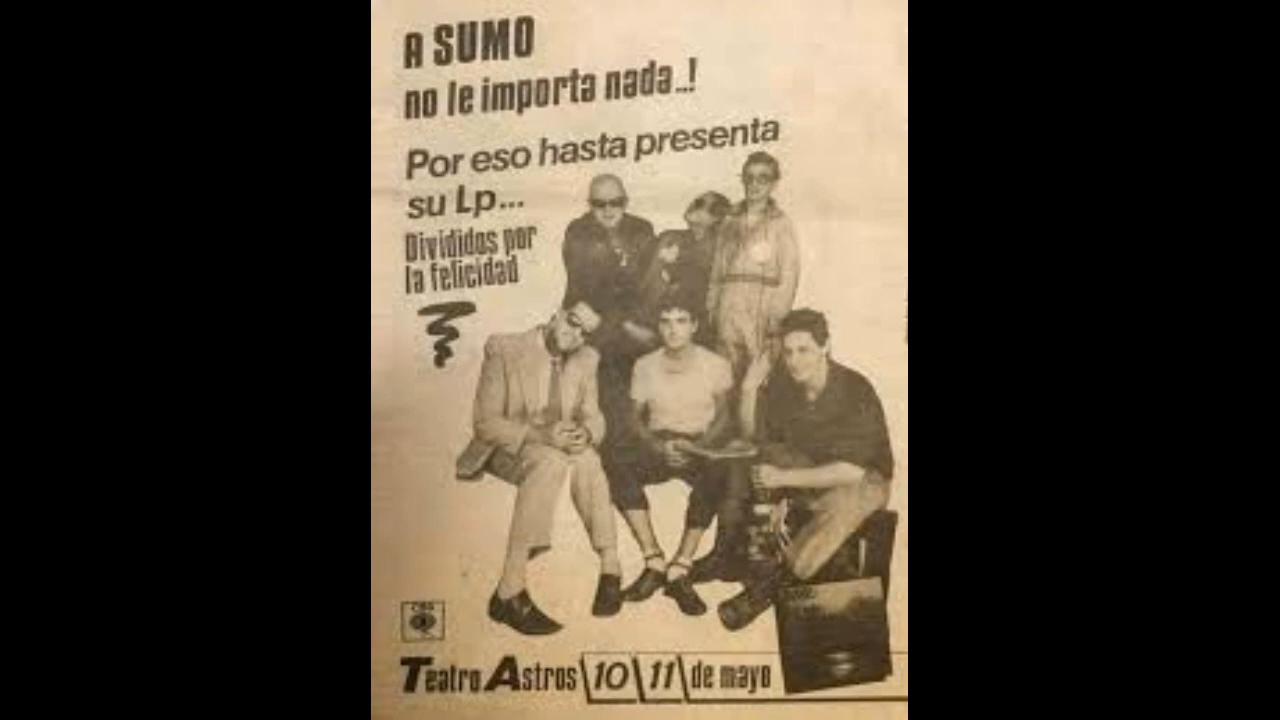 A SUMO
no le importa nada..!
Por eso hasta presenta
su Lp...
Divididos por
la felicidad
CBS
Teatro Astros 10 11 de mayo